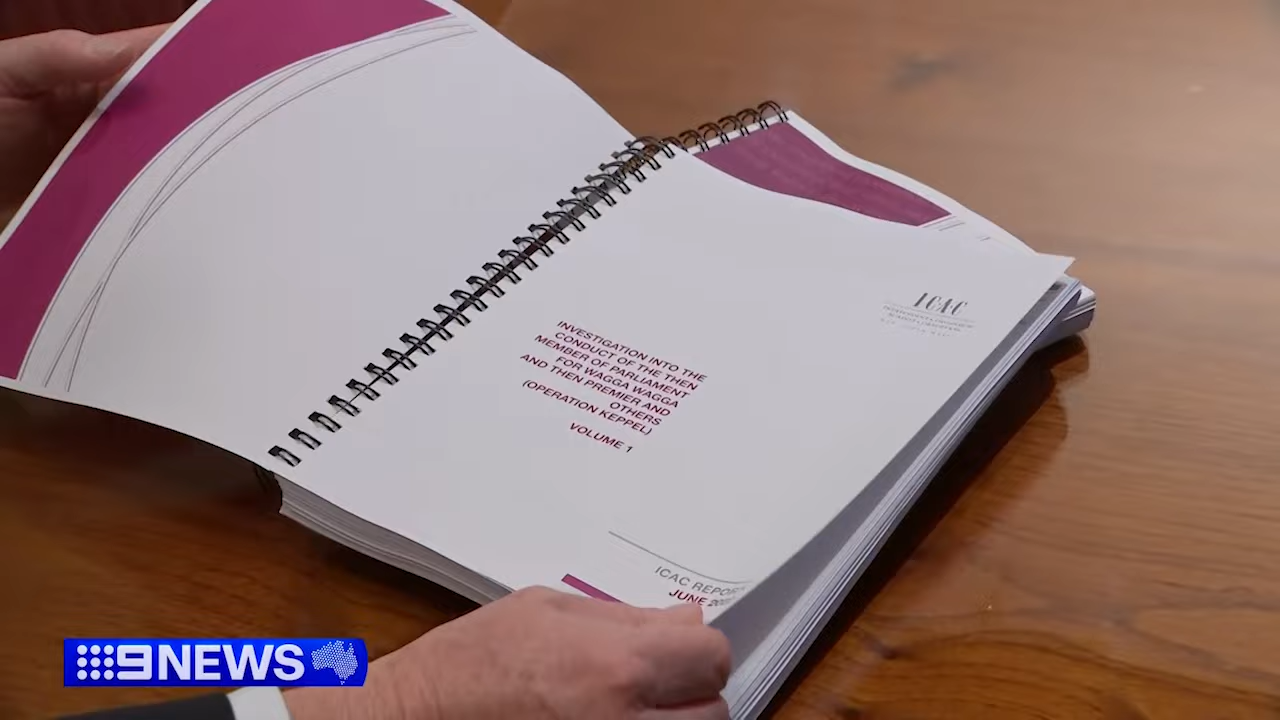 ICAC
INVESTIGATION INTO THE
CONDUCT OF THE THEN
MEMBER OF PARLIAMENT
FOR WAGGA WAGGA
AND THEN PREMIER AND
OTHERS
(OPERATION KEPPEL)
VOLUME 1
ICAC REPORT
JUNE
9NEWS